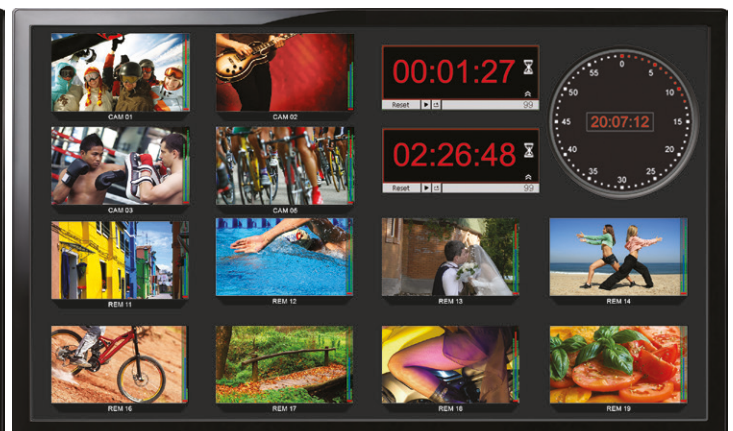 CAM 01
CAM 02
00:01:27
Reset
99
02:26:48
Reset
99
0
5
10
15
20
25
30
35
40
45
50
55
20:07:12
CAM 03
CAM 05
REM 11
REM 12
REM 13
REM 14
REM 16
REM 17
REM 18
REM 19